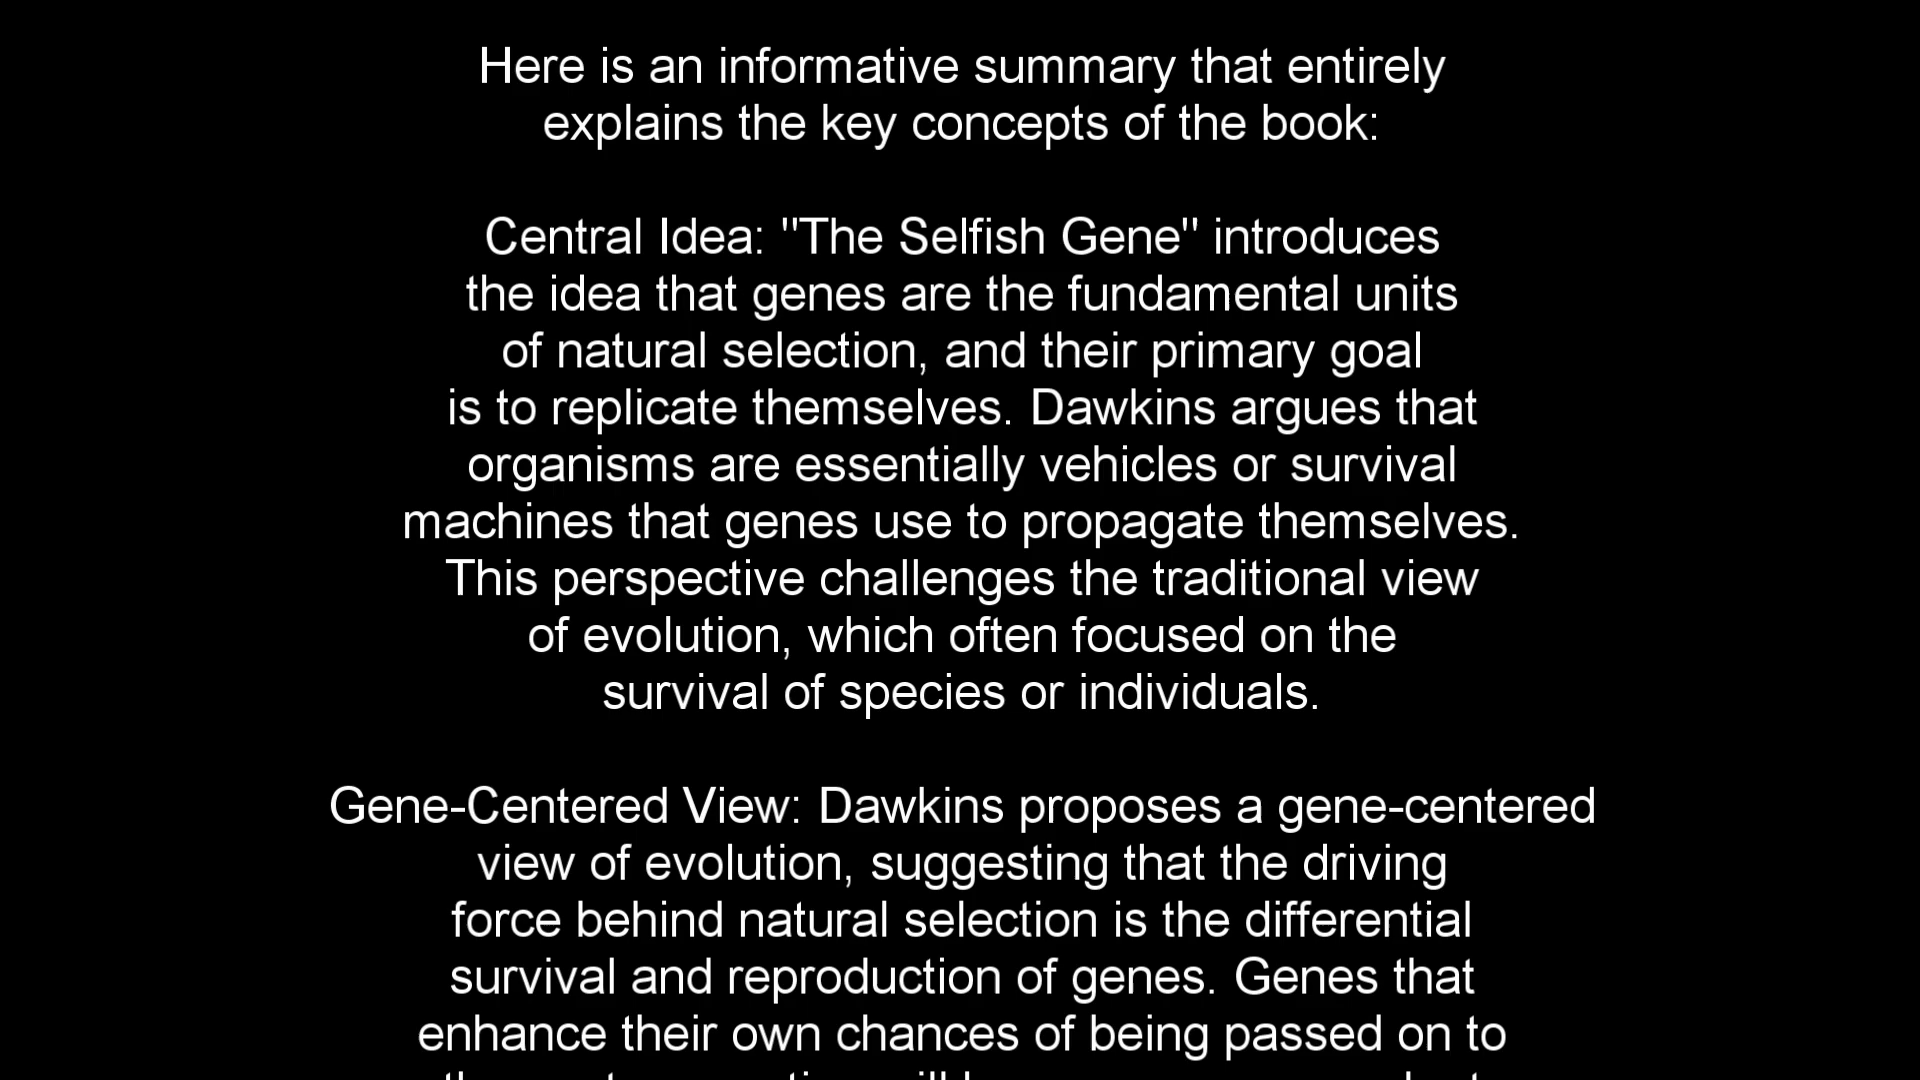 Here is an informative summary that entirely
explains the key concepts of the book:
Central Idea: "The Selfish Gene" introduces
the idea that genes are the fundamental units
of natural selection, and their primary goal
is to replicate themselves. Dawkins argues that
organisms are essentially vehicles or survival
machines that genes use to propagate themselves.
This perspective challenges the traditional view
of evolution, which often focused on the
survival of species or individuals.
Gene-Centered View: Dawkins proposes a gene-centered
view of evolution, suggesting that the driving
force behind natural selection is the differential
survival and reproduction of genes. Genes that
enhance their own chances of being passed on to